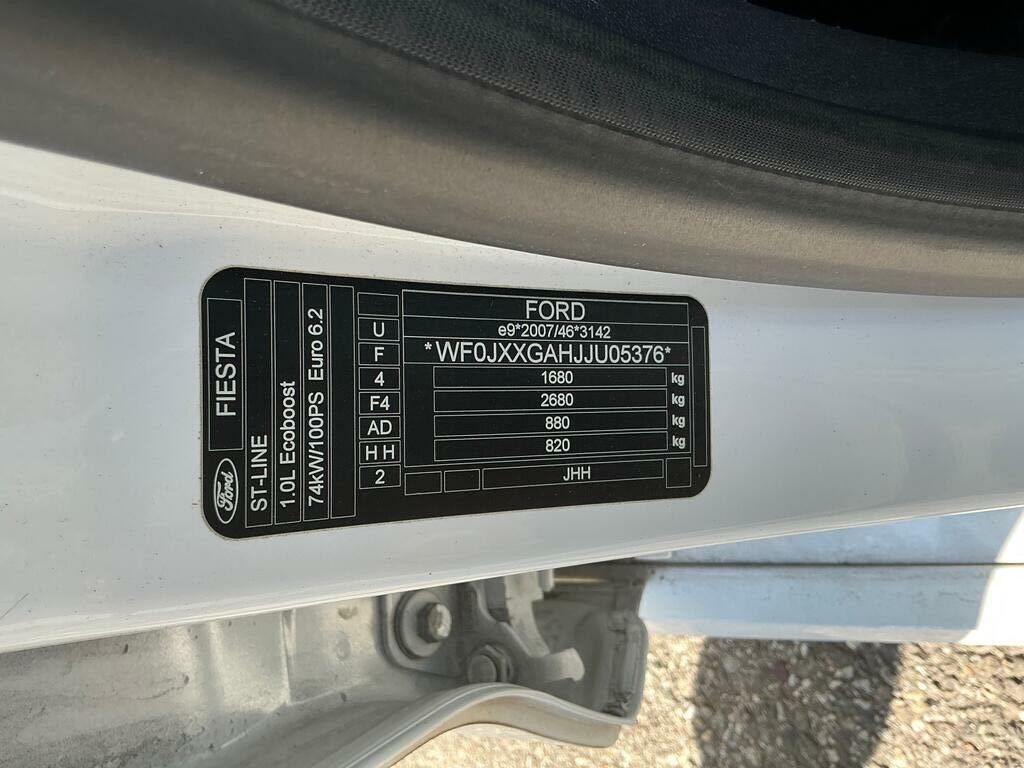 FORD
e9*2007/46*3142
*WF0JXXGAHJJU05376*
1680 kg
2680 kg
880 kg
820 kg
JHH
U
F
4
F4
AD
HH
2
Ford
FIESTA
ST-LINE
1.0L Ecoboost
74kW/100PS Euro 6.2